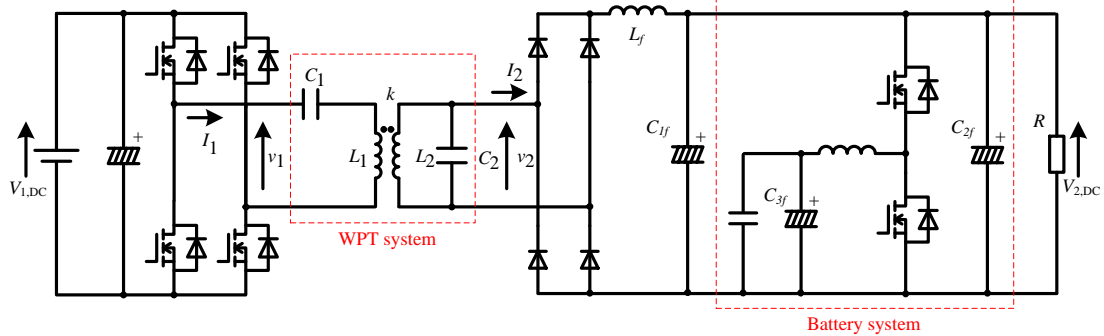 V1,DC
+
I1
v1
C1
L1
k
L2
C2
WPT system
I2
v2
Lf
C1f
+
C3f
+
C2f
+
R
V2,DC
Battery system